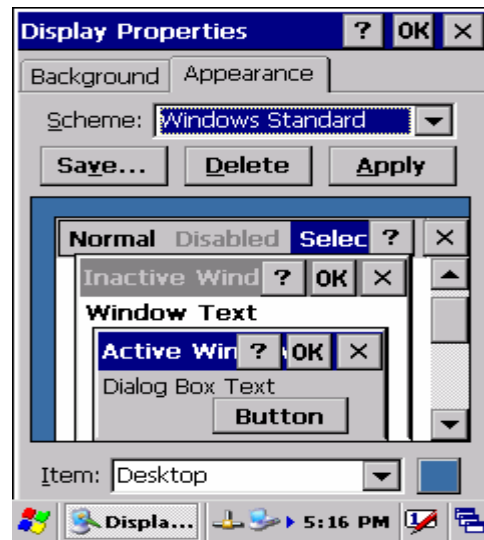 Display Properties ? OK ×
Background Appearance
Scheme: Windows Standard
Save... Delete Apply
Normal Disabled Selec ? ×
Inactive Wind ? OK ×
Window Text
Active Win ? OK ×
Dialog Box Text
Button
Item: Desktop
Displa... 5:16 PM